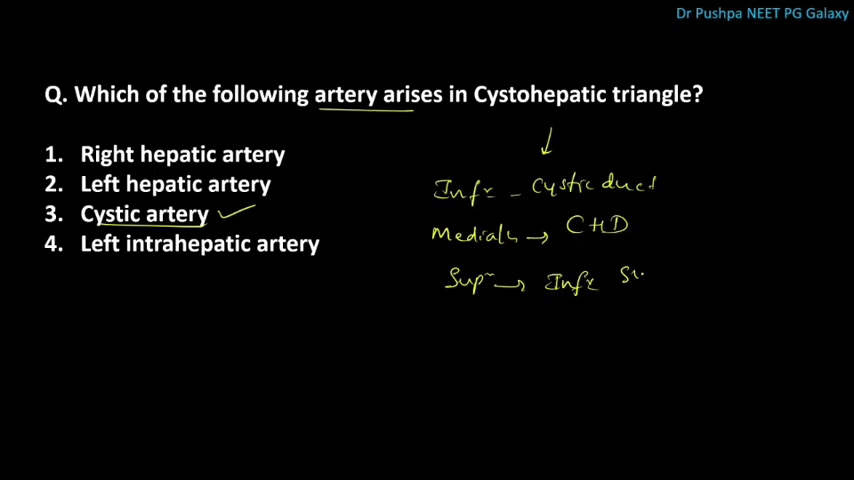 Dr Pushpa NEET PG Galaxy
Q. Which of the following artery arises in Cystohepatic triangle?
1. Right hepatic artery
2. Left hepatic artery
3. Cystic artery
4. Left intrahepatic artery
Infr - Cystic duct
Medially → CHD
Supr → Infr